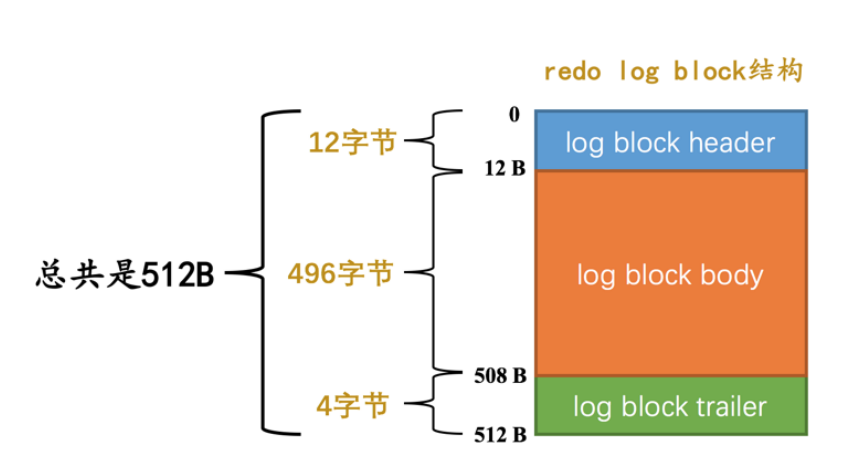 redo log block结构
0
12字节
log block header
12 B
总共是512B
496字节
log block body
508 B
4字节
log block trailer
512 B